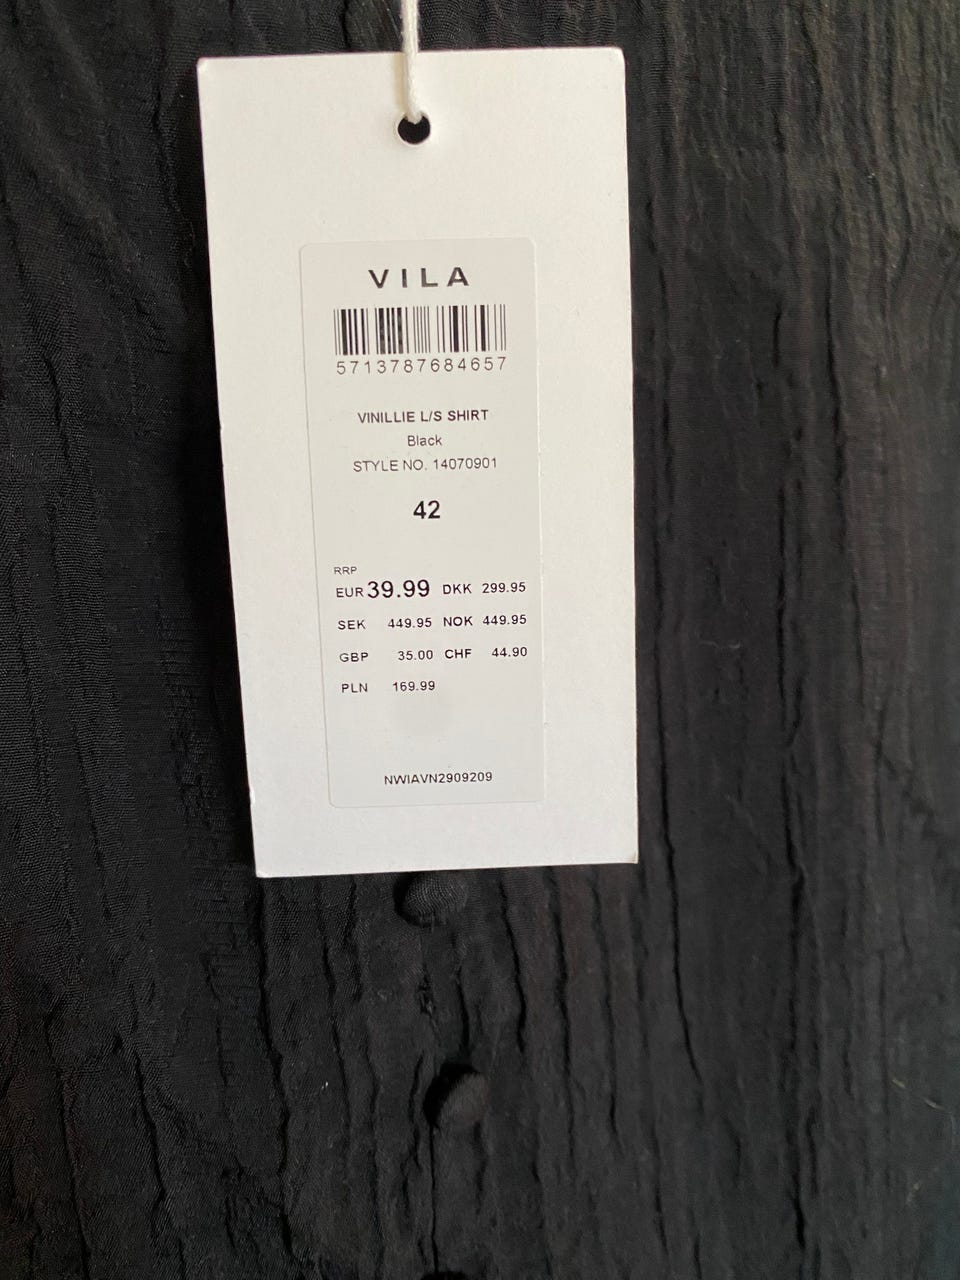 VILA
5713787684657
VINILLIE L/S SHIRT
Black
STYLE NO. 14070901
42
RRP
EUR 39.99 DKK 299.95
SEK 449.95 NOK 449.95
GBP 35.00 CHF 44.90
PLN 169.99
NWIAVN2909209